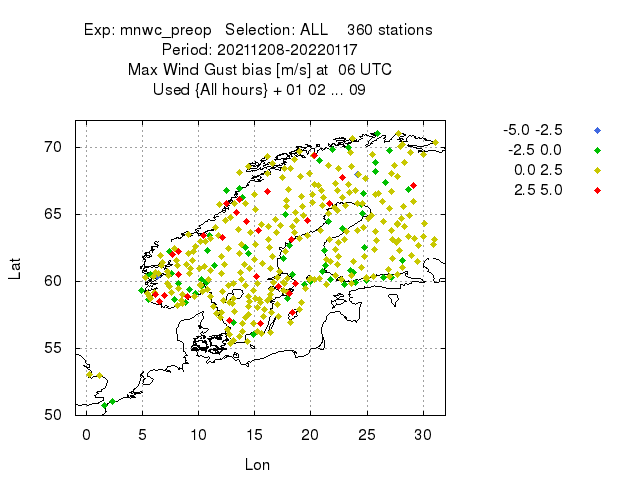 Exp: mnwc_preop Selection: ALL 360 stations
Period: 20211208-20220117
Max Wind Gust bias [m/s] at 06 UTC
Used {All hours} + 01 02 ... 09
-5.0 -2.5
-2.5 0.0
0.0 2.5
2.5 5.0
70
65
60
55
50
Lat
0 5 10 15 20 25 30
Lon